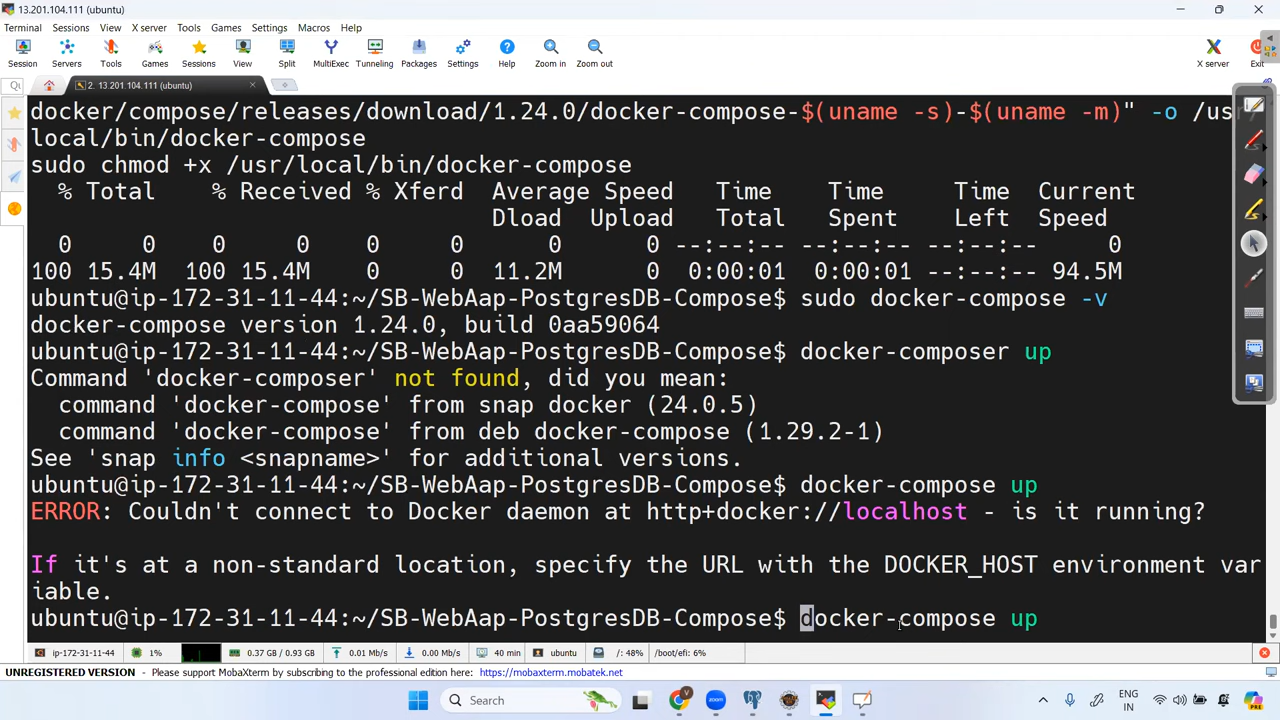 13.201.104.111 (ubuntu)
Terminal Sessions View X server Tools Games Settings Macros Help
Session Servers Tools Games Sessions View Split MultiExec Tunneling Packages Settings Help Zoom in Zoom out X server Exit
2. 13.201.104.111 (ubuntu)
docker/compose/releases/download/1.24.0/docker-compose-$(uname -s)-$(uname -m)" -o /usr/
local/bin/docker-compose
sudo chmod +x /usr/local/bin/docker-compose
% Total % Received % Xferd Average Speed Time Time Time Current
Dload Upload Total Spent Left Speed
0 0 0 0 0 0 0 0 --:--:-- --:--:-- --:--:-- 0
100 15.4M 100 15.4M 0 0 11.2M 0 0:00:01 0:00:01 --:--:-- 94.5M
ubuntu@ip-172-31-11-44:~/SB-WebAap-PostgresDB-Compose$ sudo docker-compose -v
docker-compose version 1.24.0, build 0aa59064
ubuntu@ip-172-31-11-44:~/SB-WebAap-PostgresDB-Compose$ docker-composer up
Command 'docker-composer' not found, did you mean:
command 'docker-compose' from snap docker (24.0.5)
command 'docker-compose' from deb docker-compose (1.29.2-1)
See 'snap info <snapname>' for additional versions.
ubuntu@ip-172-31-11-44:~/SB-WebAap-PostgresDB-Compose$ docker-compose up
ERROR: Couldn't connect to Docker daemon at http+docker://localhost - is it running?
If it's at a non-standard location, specify the URL with the DOCKER_HOST environment var
iable.
ubuntu@ip-172-31-11-44:~/SB-WebAap-PostgresDB-Compose$ docker-compose up
ip-172-31-11-44 1% 0.37 GB / 0.93 GB 0.01 Mb/s 0.00 Mb/s 40 min ubuntu /: 48% /boot/efi: 6%
UNREGISTERED VERSION - Please support MobaXterm by subscribing to the professional edition here: https://mobaxterm.mobatek.net
Search ENG
IN